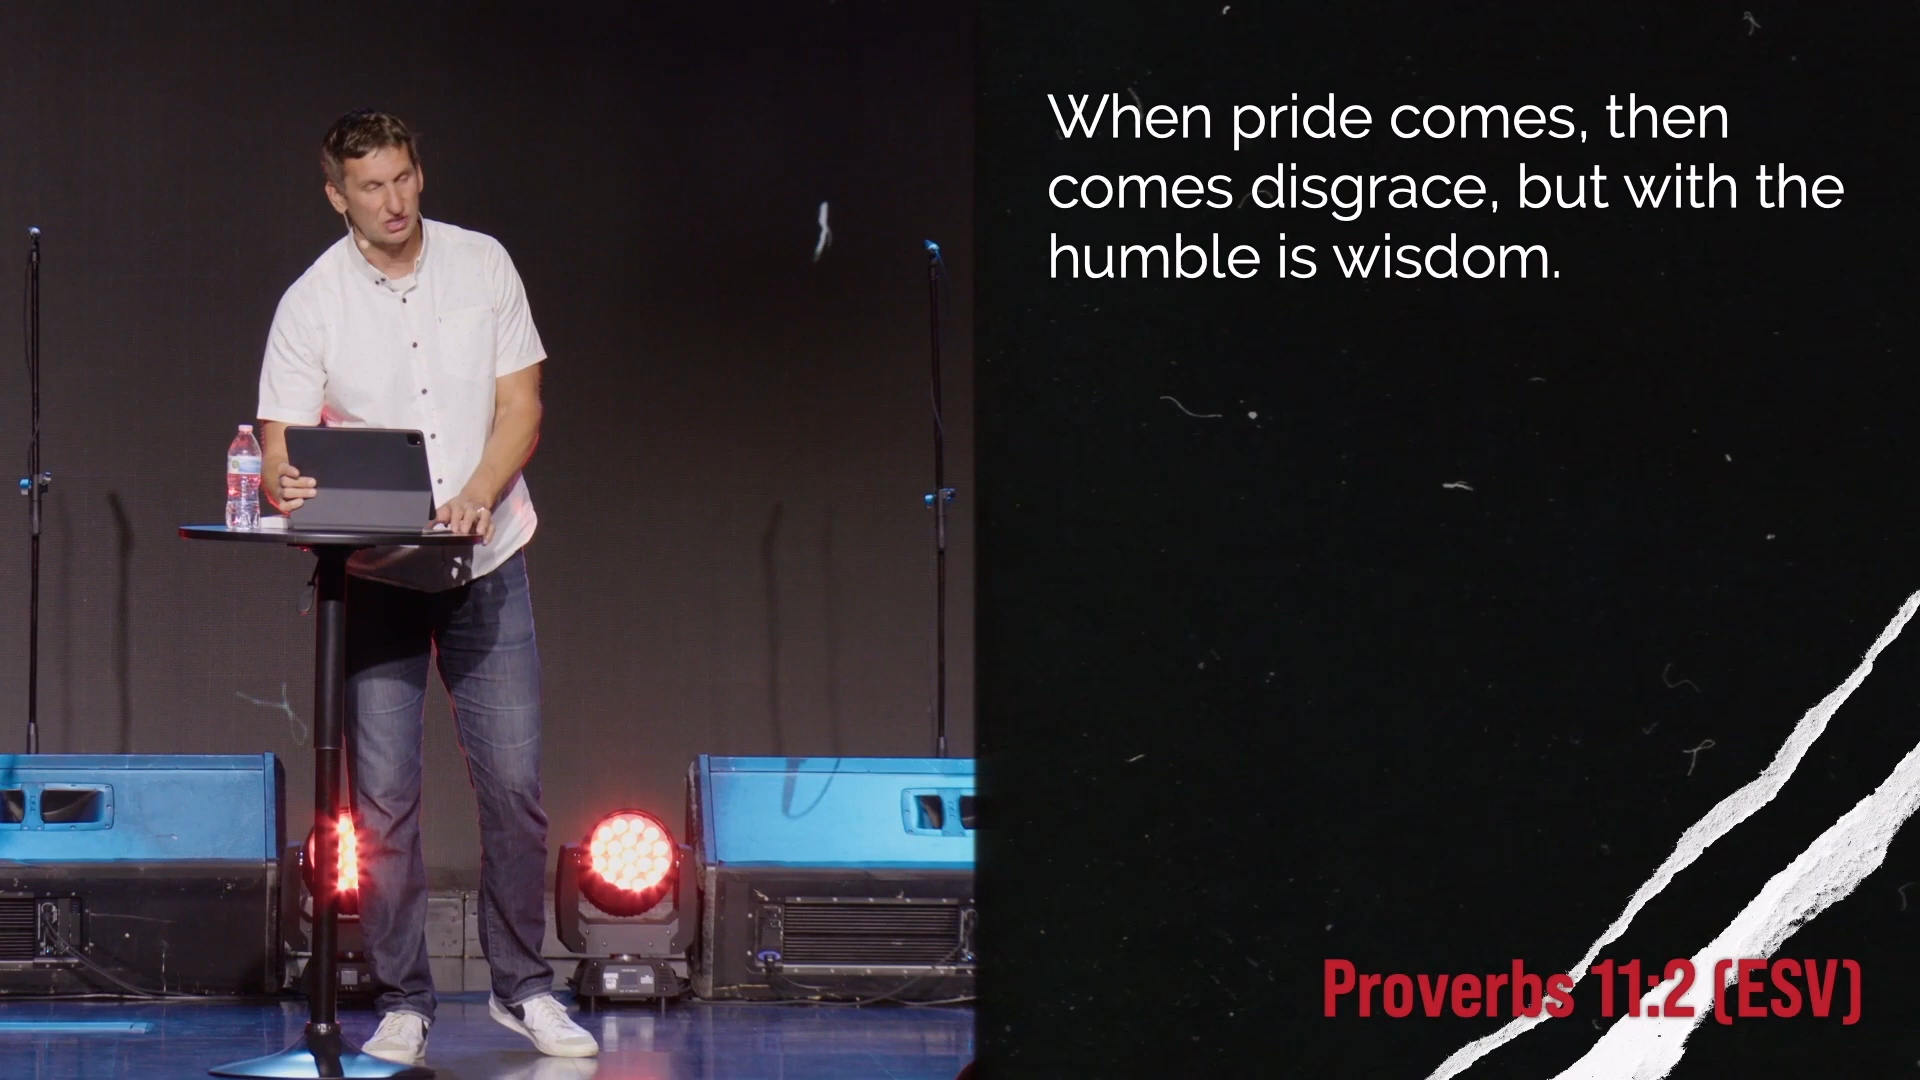 When pride comes, then
comes disgrace, but with the
humble is wisdom.
Proverbs 11:2 (ESV)